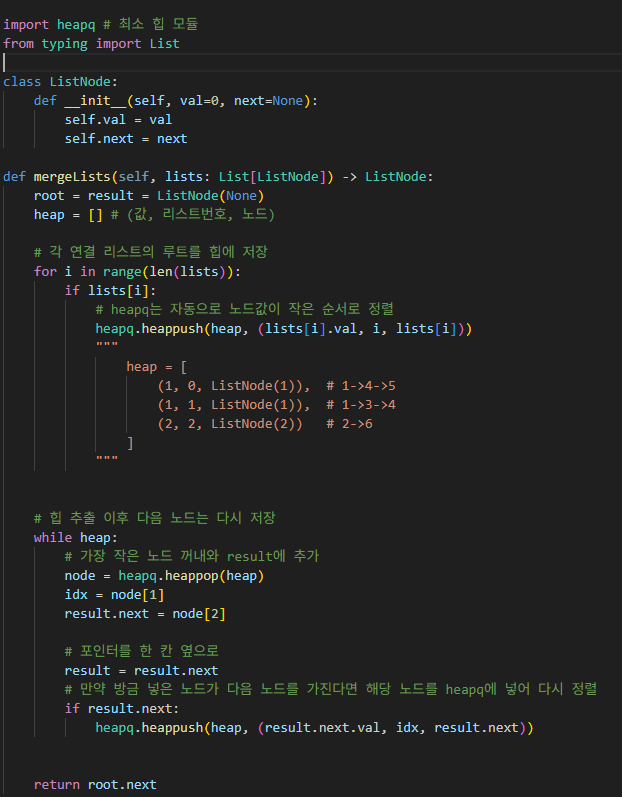 import heapq # 최소 힙 모듈
from typing import List
class ListNode:
    def __init__(self, val=0, next=None):
        self.val = val
        self.next = next
def mergeLists(self, lists: List[ListNode]) -> ListNode:
    root = result = ListNode(None)
    heap = [] # (값, 리스트번호, 노드)
    # 각 연결 리스트의 루트를 힙에 저장
    for i in range(len(lists)):
        if lists[i]:
            # heapq는 자동으로 노드값이 작은 순서로 정렬
            heapq.heappush(heap, (lists[i].val, i, lists[i]))
            """
                heap = [
                    (1, 0, ListNode(1)),  # 1->4->5
                    (1, 1, ListNode(1)),  # 1->3->4
                    (2, 2, ListNode(2))   # 2->6
                ]
            """
    # 힙 추출 이후 다음 노드는 다시 저장
    while heap:
        # 가장 작은 노드 꺼내와 result에 추가
        node = heapq.heappop(heap)
        idx = node[1]
        result.next = node[2]
        # 포인터를 한 칸 옆으로
        result = result.next
        # 만약 방금 넣은 노드가 다음 노드를 가진다면 해당 노드를 heapq에 넣어 다시 정렬
        if result.next:
            heapq.heappush(heap, (result.next.val, idx, result.next))
    return root.next